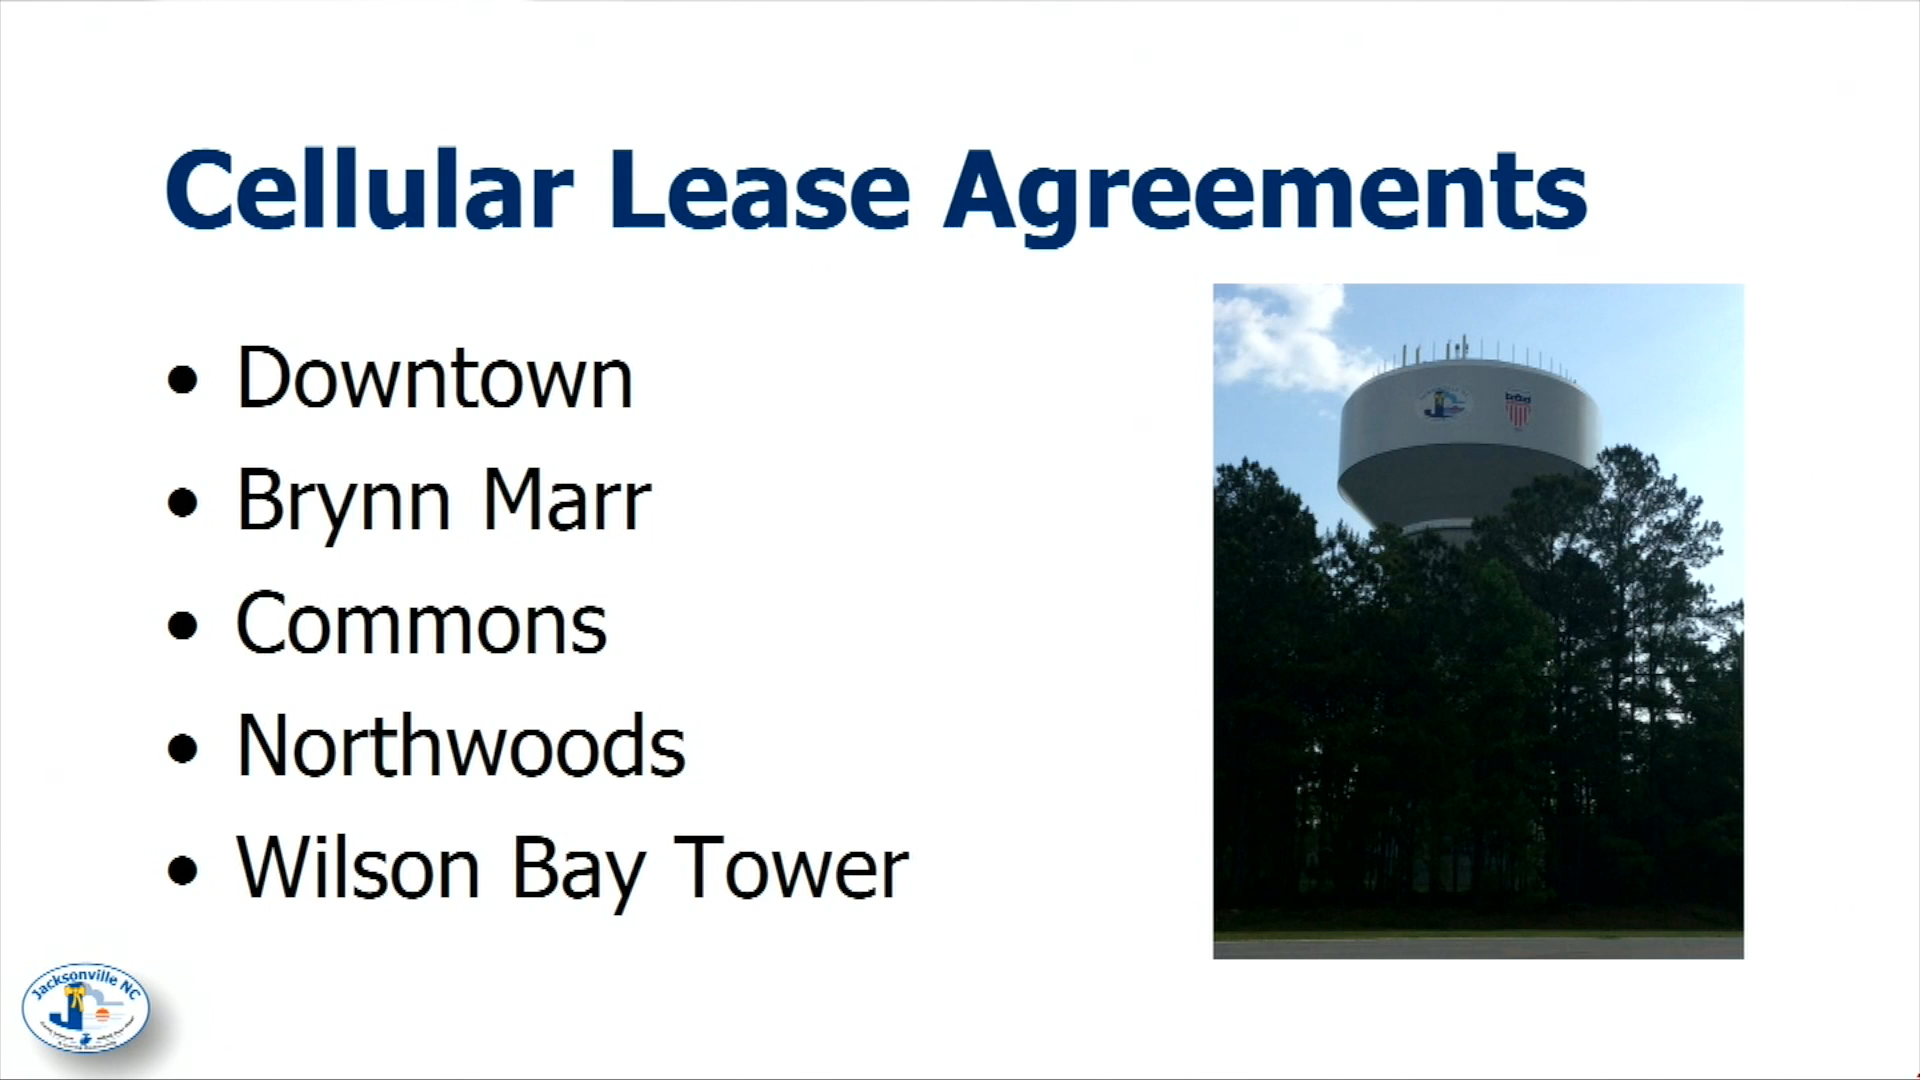 Cellular Lease Agreements
• Downtown
• Brynn Marr
• Commons
• Northwoods
• Wilson Bay Tower
Jacksonville NC